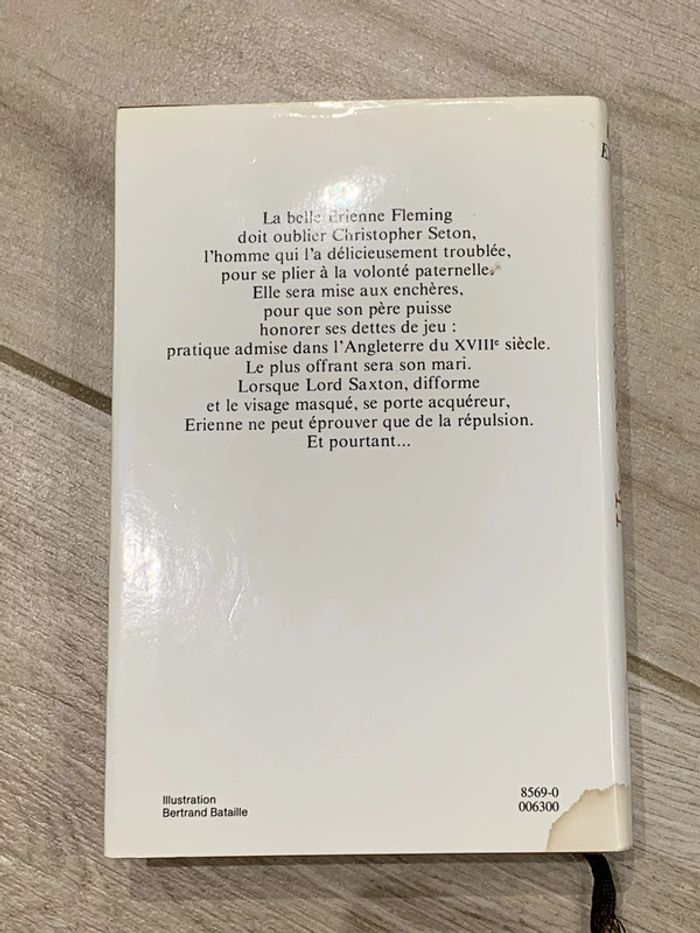 La belle Erienne Fleming
doit oublier Christopher Seton,
l'homme qui l'a délicieusement troublée,
pour se plier à la volonté paternelle.
Elle sera mise aux enchères,
pour que son père puisse
honorer ses dettes de jeu :
pratique admise dans l'Angleterre du XVIIIe siècle.
Le plus offrant sera son mari.
Lorsque Lord Saxton, difforme
et le visage masqué, se porte acquéreur,
Erienne ne peut éprouver que de la répulsion.
Et pourtant...
Illustration
Bertrand Bataille
8569-0
006300